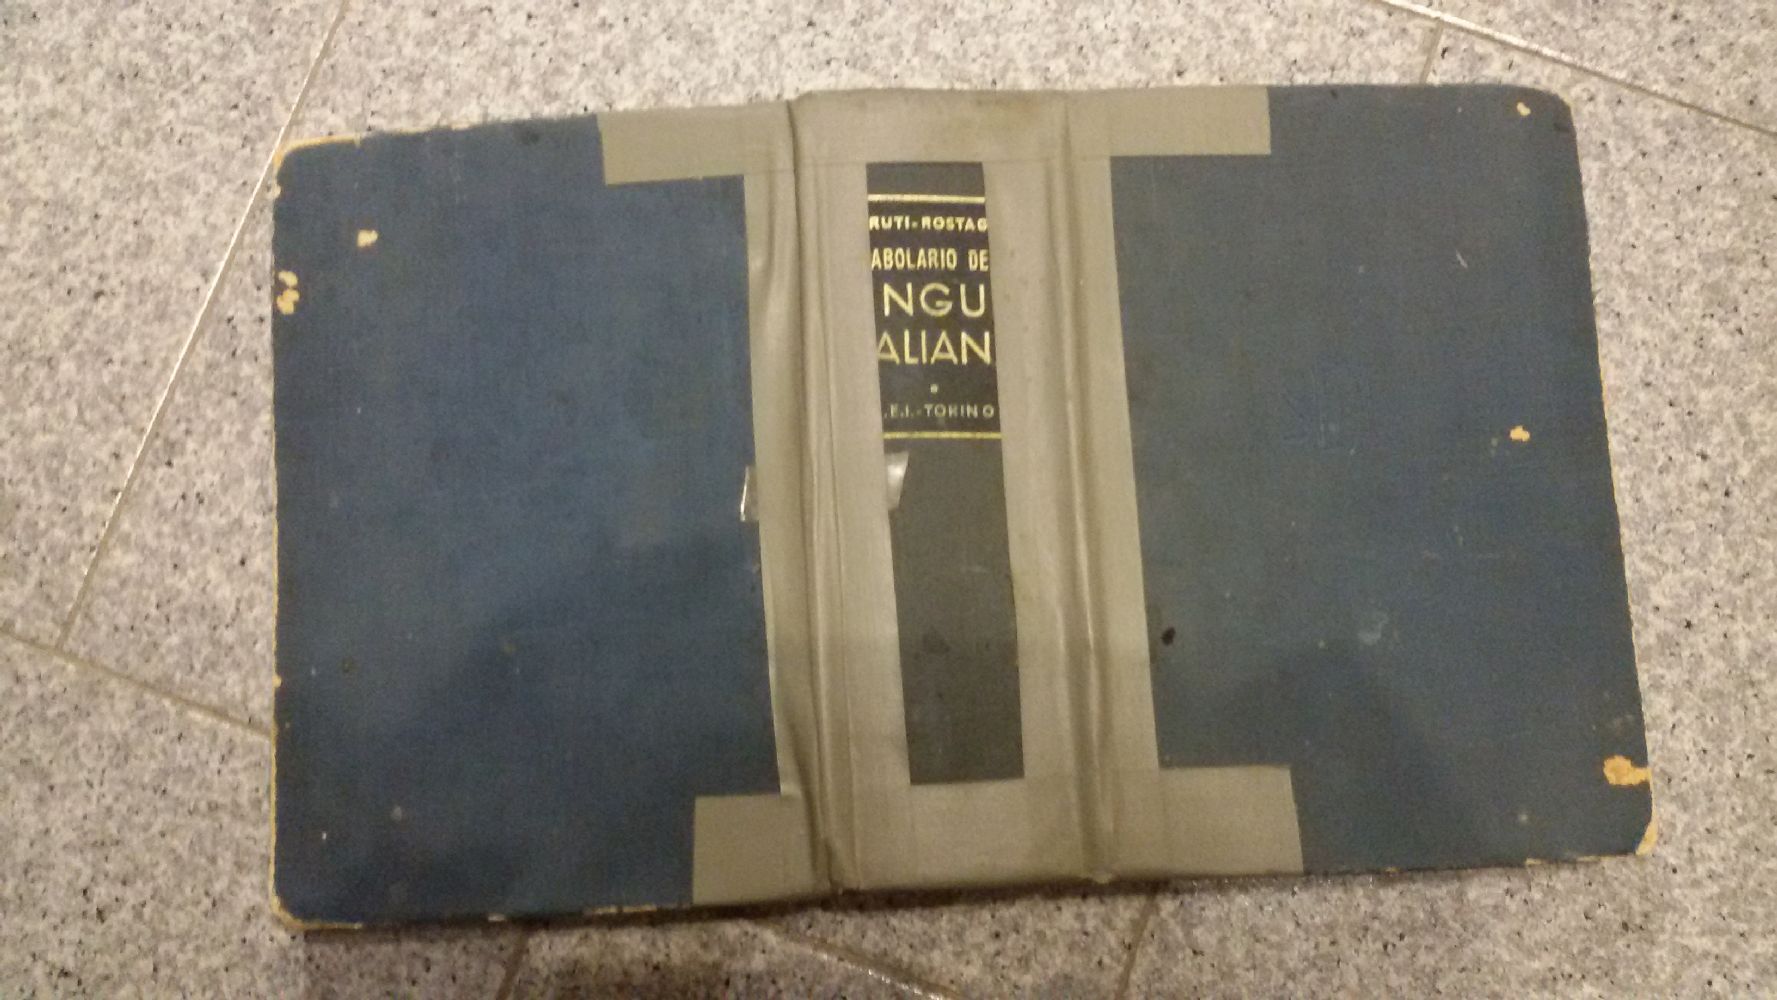 RUTI-ROSTAG
ABOLARIO DE
NGU
ALIAN
.E.I.-TORINO